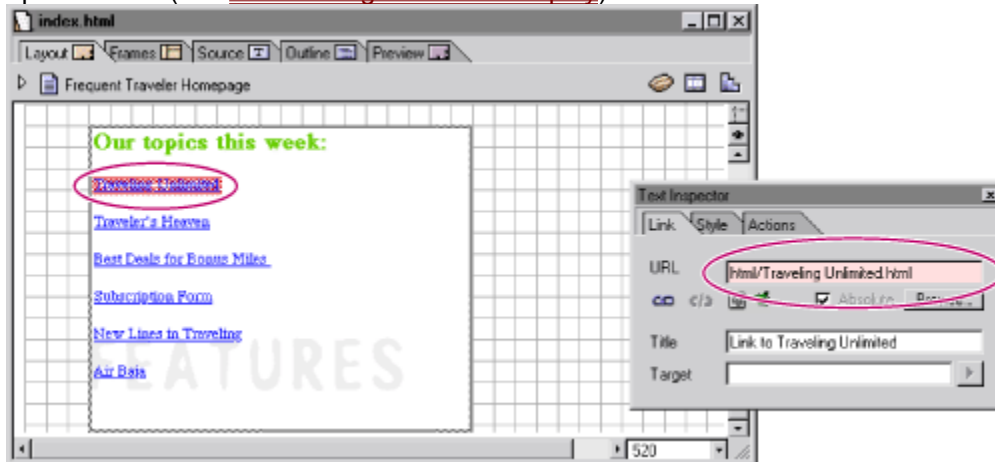 index.html
Layout Frames Source Outline Preview
Frequent Traveler Homepage
Our topics this week:
Traveling Unlimited
Traveler's Heaven
Best Deals for Bonus Miles
Subscription Form
New Lines in Traveling
Air Baja
FEATURES
520
Text Inspector
Link Style Actions
URL html/Traveling Unlimited.html
Absolute
Title Link to Traveling Unlimited
Target